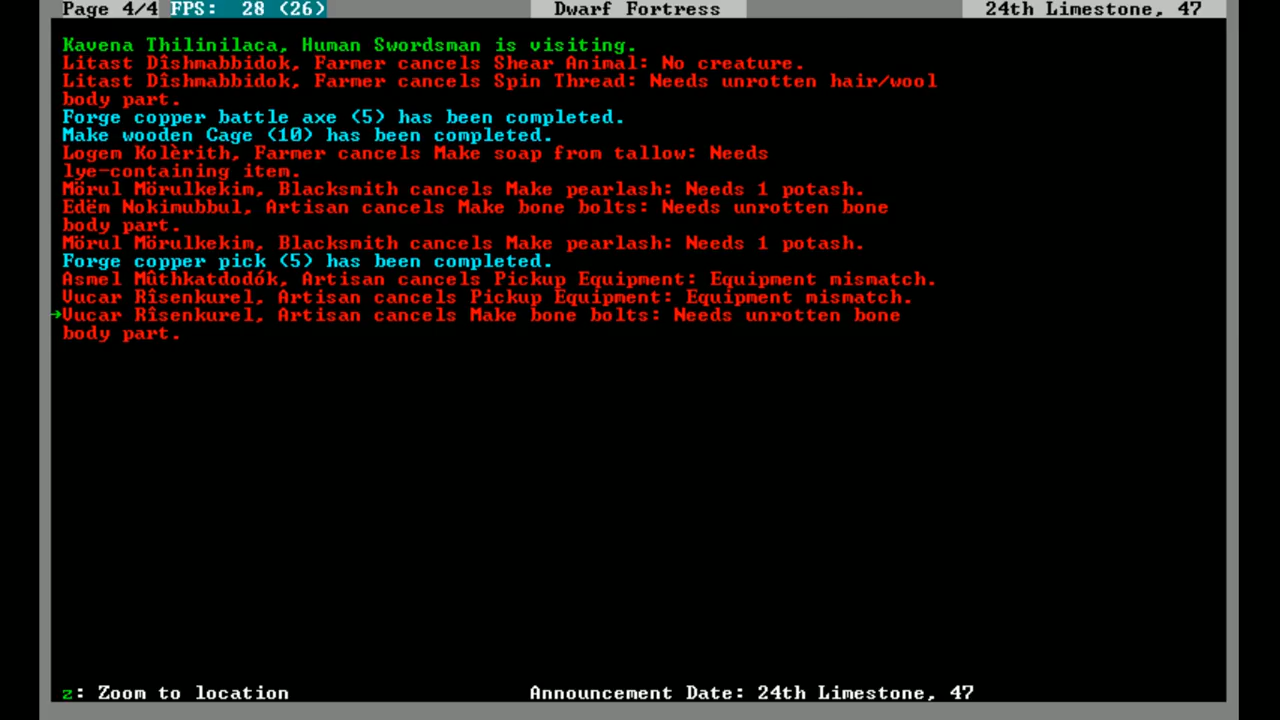 Page 4/4 FPS: 28 (26) Dwarf Fortress 24th Limestone, 47
Kavena Thilinilaca, Human Swordsman is visiting.
Litast Dîshmabbidok, Farmer cancels Shear Animal: No creature.
Litast Dîshmabbidok, Farmer cancels Spin Thread: Needs unrotten hair/wool
body part.
Forge copper battle axe (5) has been completed.
Make wooden Cage (10) has been completed.
Logem Kolèrith, Farmer cancels Make soap from tallow: Needs
lye-containing item.
Mörul Mörulkekim, Blacksmith cancels Make pearlash: Needs 1 potash.
Edëm Nokimubbul, Artisan cancels Make bone bolts: Needs unrotten bone
body part.
Mörul Mörulkekim, Blacksmith cancels Make pearlash: Needs 1 potash.
Forge copper pick (5) has been completed.
Asmel Mûthkatdodók, Artisan cancels Pickup Equipment: Equipment mismatch.
Vucar Rîsenkurel, Artisan cancels Pickup Equipment: Equipment mismatch.
→Vucar Rîsenkurel, Artisan cancels Make bone bolts: Needs unrotten bone
body part.
z: Zoom to location Announcement Date: 24th Limestone, 47